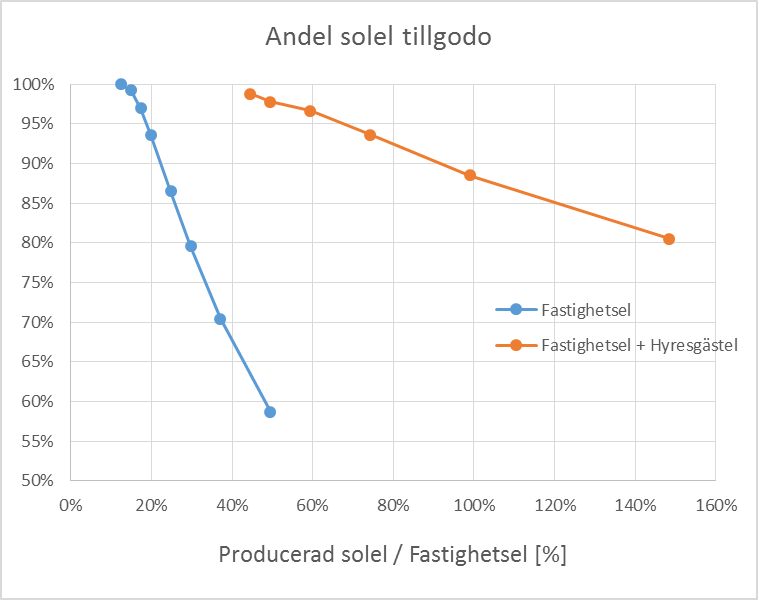 Andel solel tillgodo
100%
95%
90%
85%
80%
75%
70%
65%
60%
55%
50%
Fastighetsel
Fastighetsel + Hyresgästel
0% 20% 40% 60% 80% 100% 120% 140% 160%
Producerad solel / Fastighetsel [%]